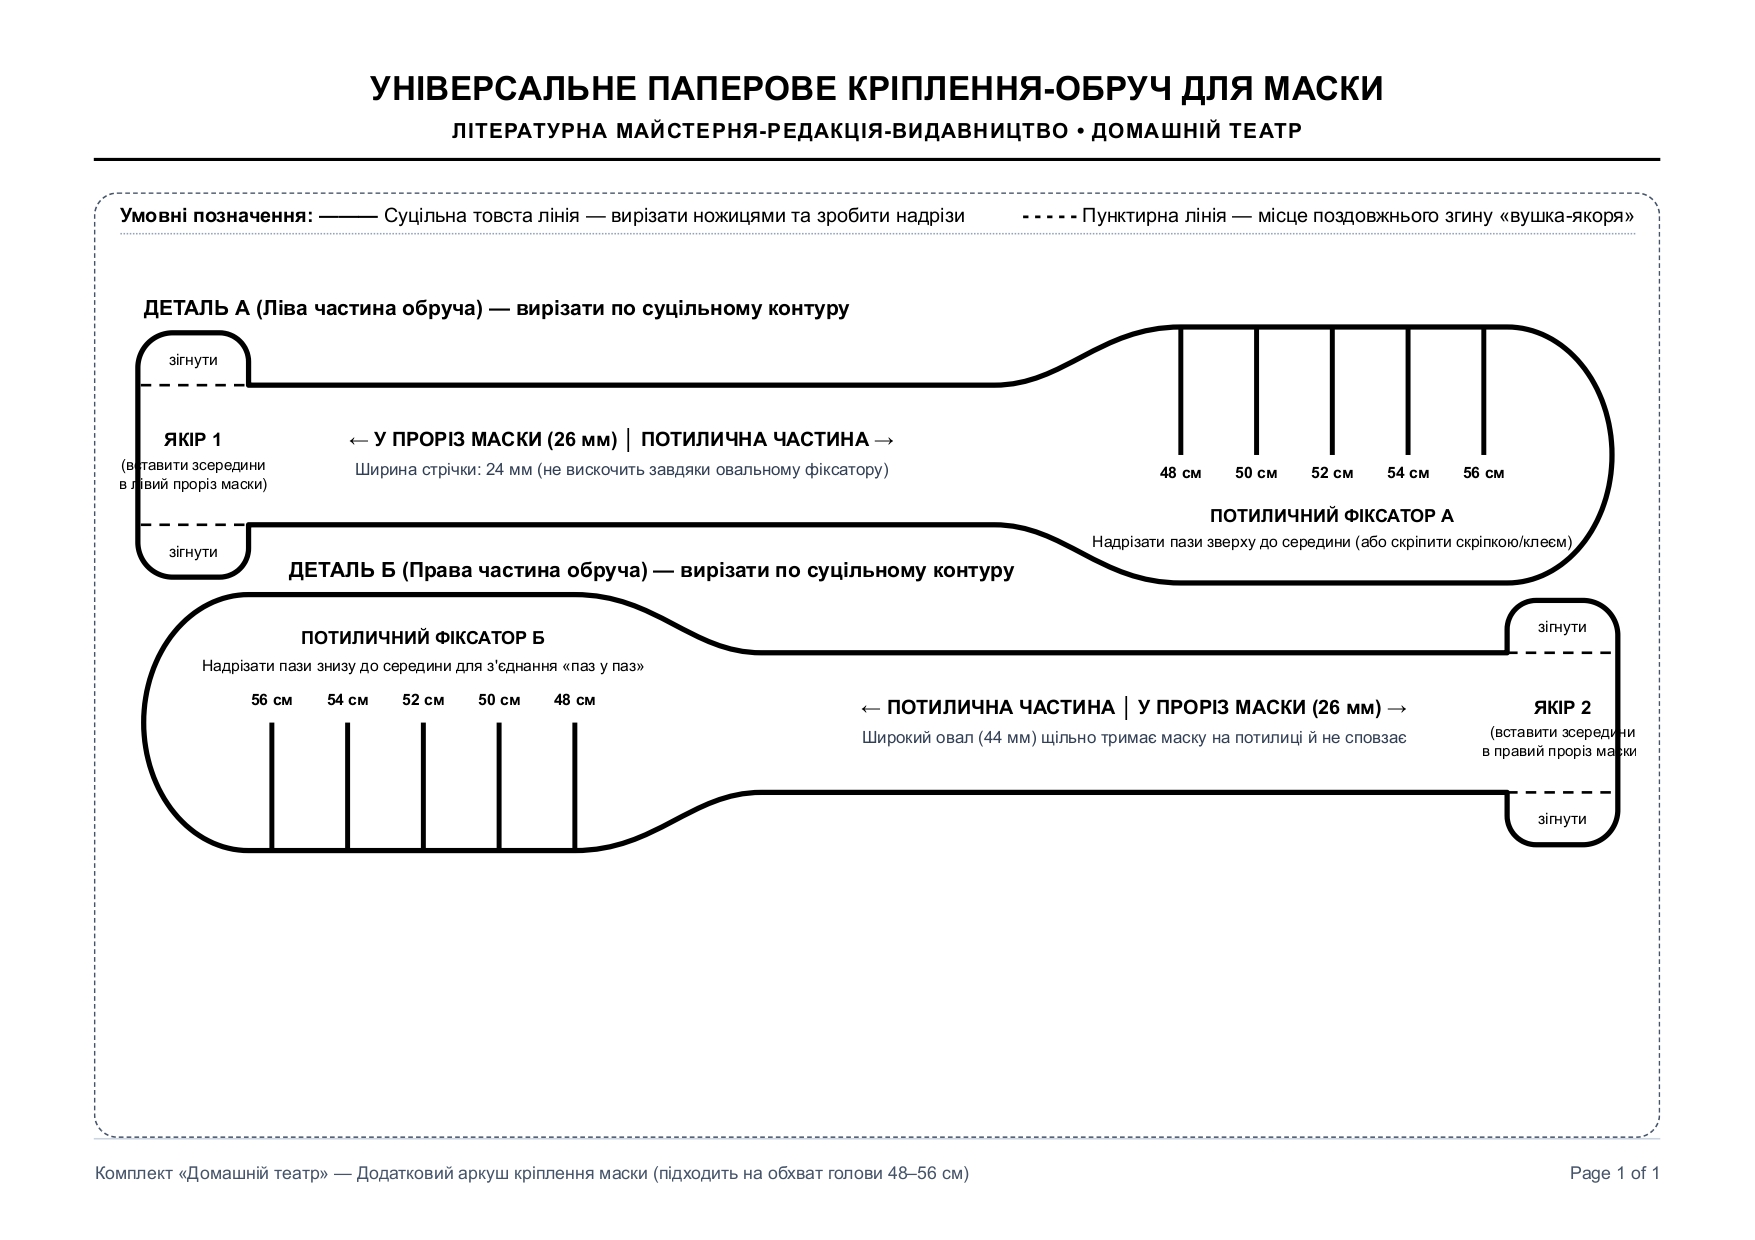 УНІВЕРСАЛЬНЕ ПАПЕРОВЕ КРІПЛЕННЯ-ОБРУЧ ДЛЯ МАСКИ
ЛІТЕРАТУРНА МАЙСТЕРНЯ-РЕДАКЦІЯ-ВИДАВНИЦТВО • ДОМАШНІЙ ТЕАТР
Умовні позначення: ——— Суцільна товста лінія — вирізати ножицями та зробити надрізи
- - - - - Пунктирна лінія — місце поздовжнього згину «вушка-якоря»
ДЕТАЛЬ А (Ліва частина обруча) — вирізати по суцільному контуру
зігнути
ЯКІР 1
(вставити зсередини
в лівий проріз маски)
зігнути
← У ПРОРІЗ МАСКИ (26 мм) │ ПОТИЛИЧНА ЧАСТИНА →
Ширина стрічки: 24 мм (не вискочить завдяки овальному фіксатору)
48 см 50 см 52 см 54 см 56 см
ПОТИЛИЧНИЙ ФІКСАТОР А
Надрізати пази зверху до середини (або скріпити скріпкою/клеєм)
ДЕТАЛЬ Б (Права частина обруча) — вирізати по суцільному контуру
ПОТИЛИЧНИЙ ФІКСАТОР Б
Надрізати пази знизу до середини для з'єднання «паз у паз»
56 см 54 см 52 см 50 см 48 см
← ПОТИЛИЧНА ЧАСТИНА │ У ПРОРІЗ МАСКИ (26 мм) →
Широкий овал (44 мм) щільно тримає маску на потилиці й не сповзає
зігнути
ЯКІР 2
(вставити зсередини
в правий проріз маски
зігнути
Комплект «Домашній театр» — Додатковий аркуш кріплення маски (підходить на обхват голови 48–56 см)
Page 1 of 1